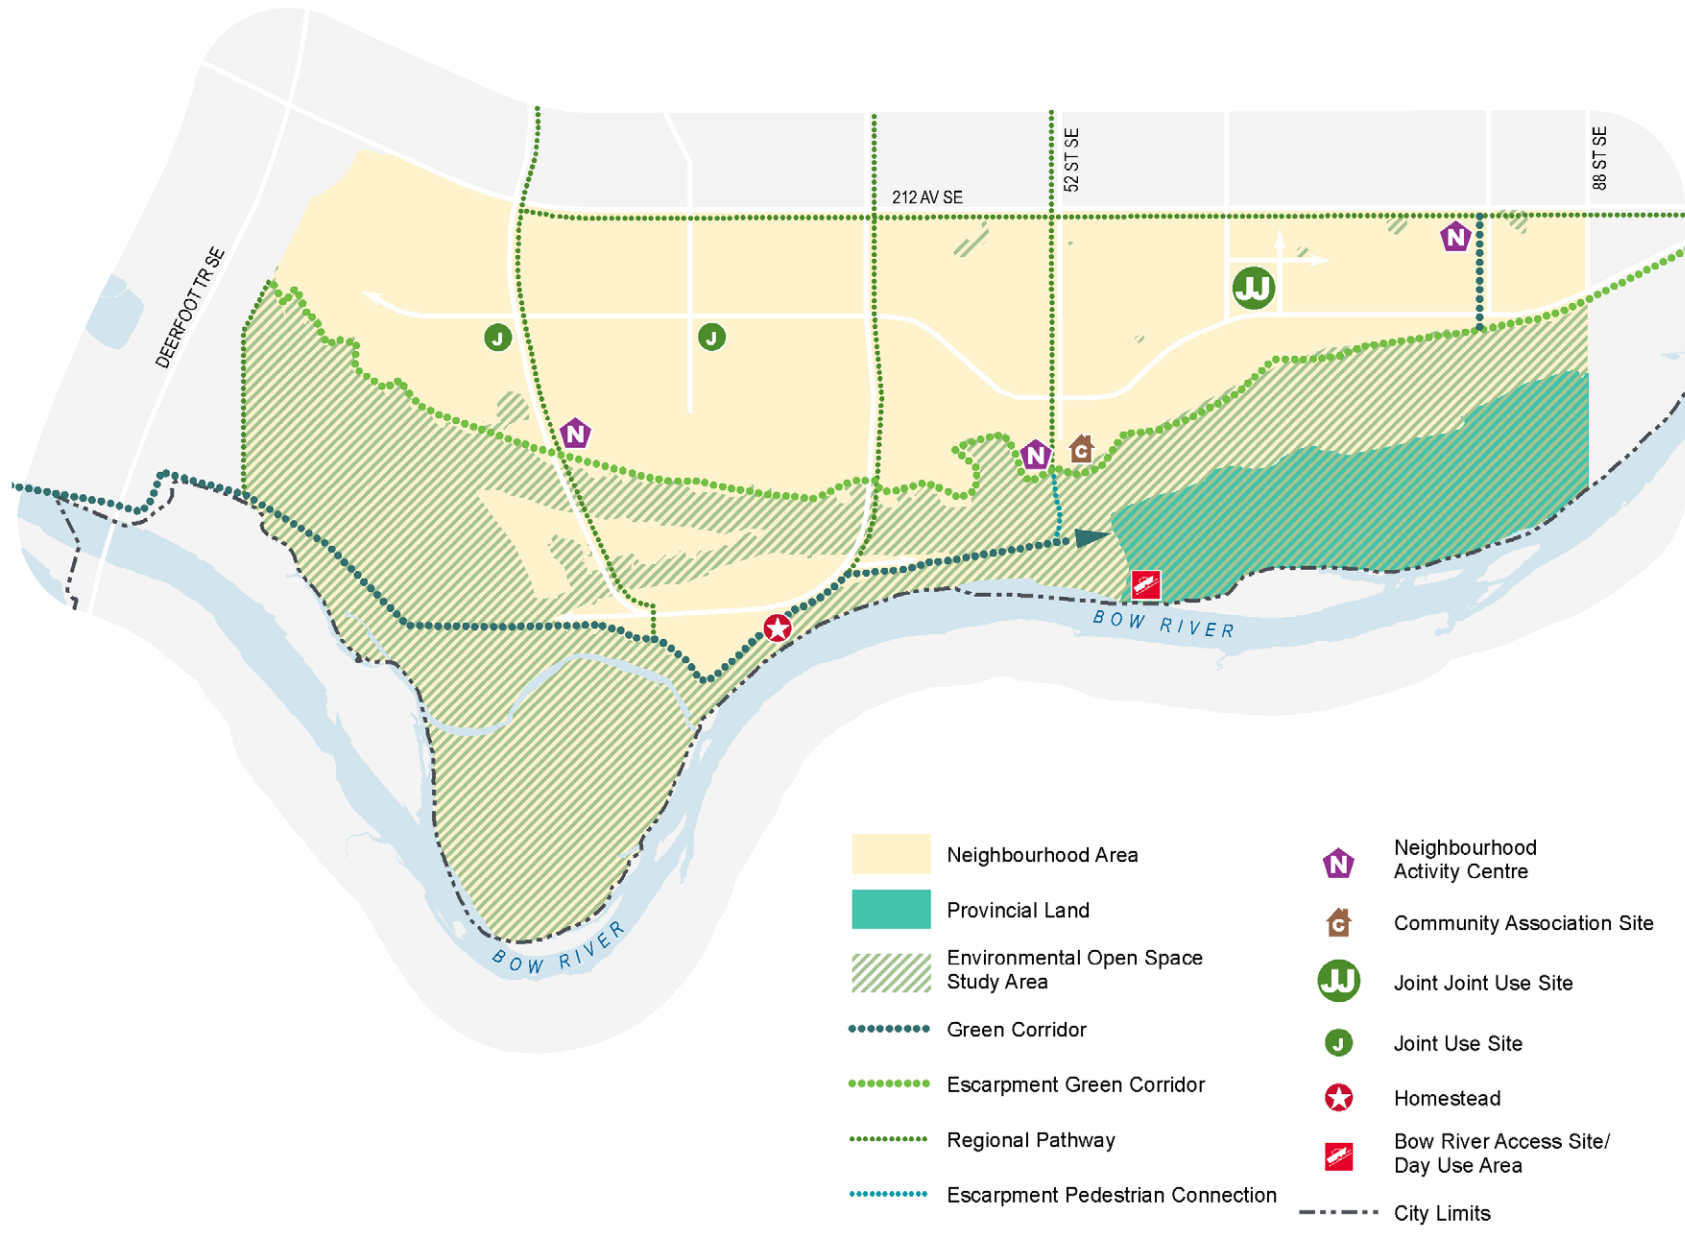 52 ST SE
88 ST SE
212 AV SE
N
JJ
DEERFOOT TR SE
J
J
N
N
C
BOW RIVER
BOW RIVER
Neighbourhood Area
Provincial Land
Environmental Open Space
Study Area
Green Corridor
Escarpment Green Corridor
Regional Pathway
Escarpment Pedestrian Connection
N
Neighbourhood
Activity Centre
C
Community Association Site
JJ
Joint Joint Use Site
J
Joint Use Site
Homestead
Bow River Access Site/
Day Use Area
City Limits